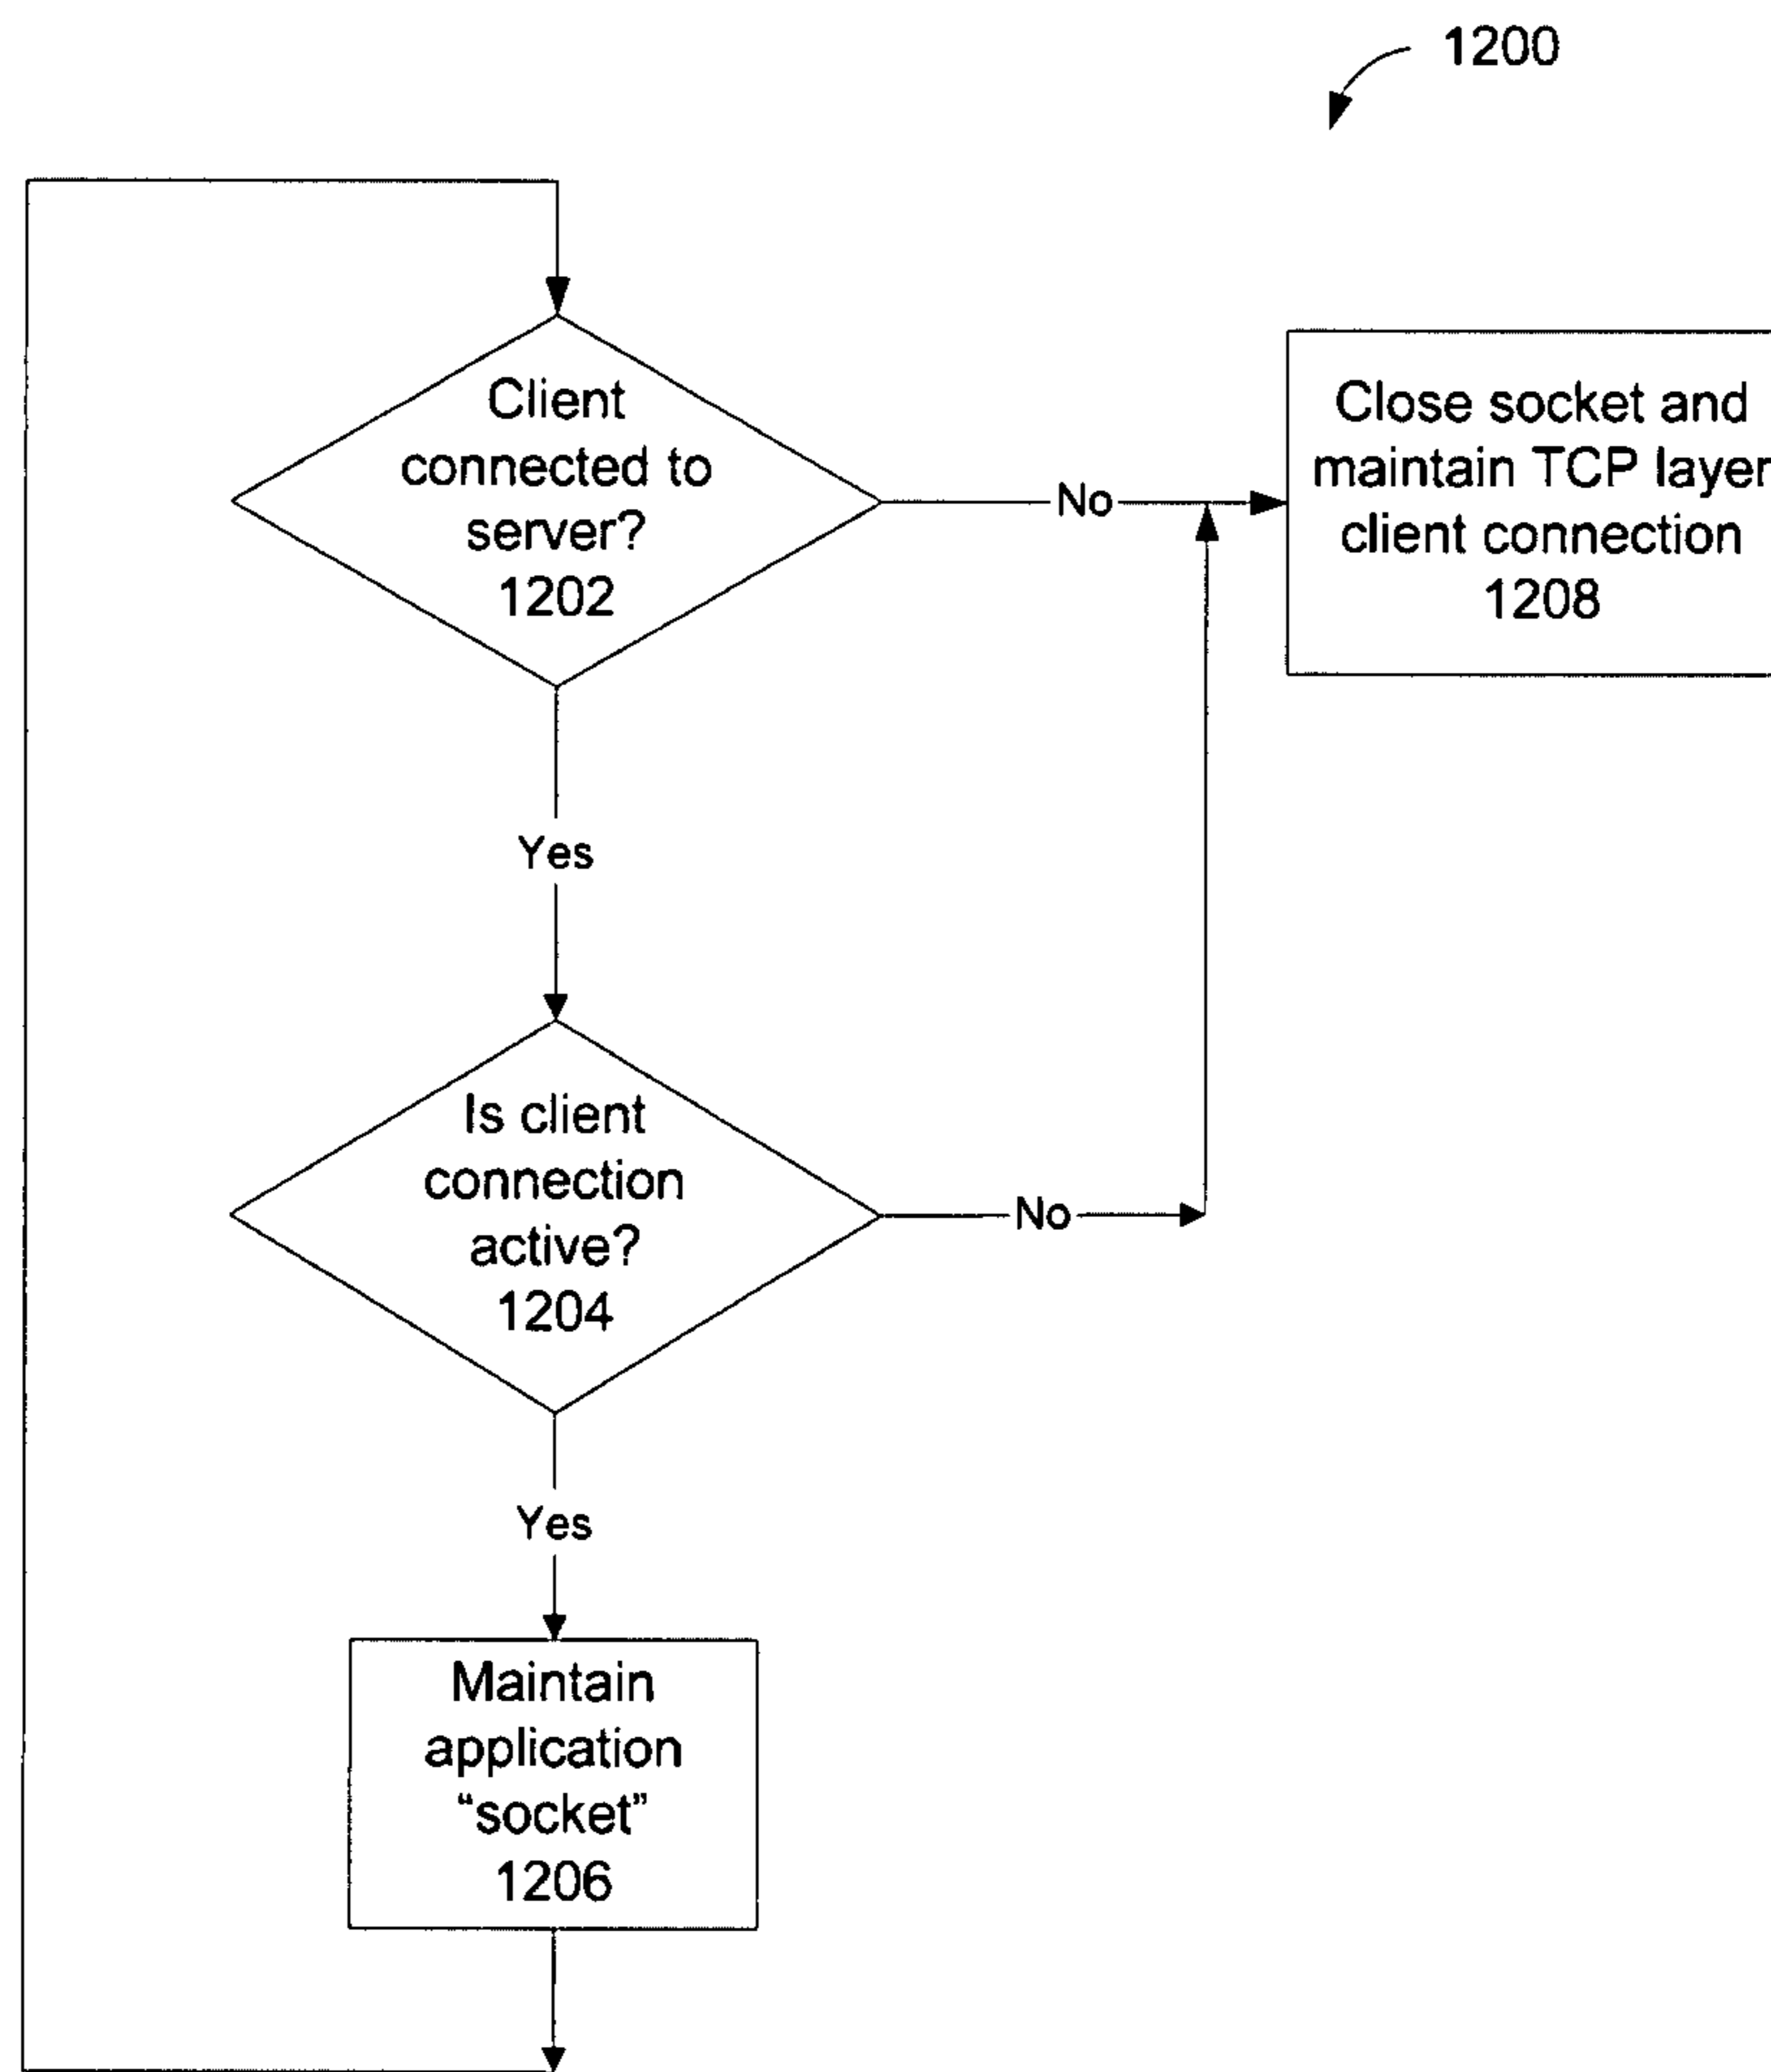 1200
Client
connected to
server?
1202
No
Close socket and
maintain TCP layer
client connection
1208
Yes
Is client
connection
active?
1204
No
Yes
Maintain
application
“socket”
1206